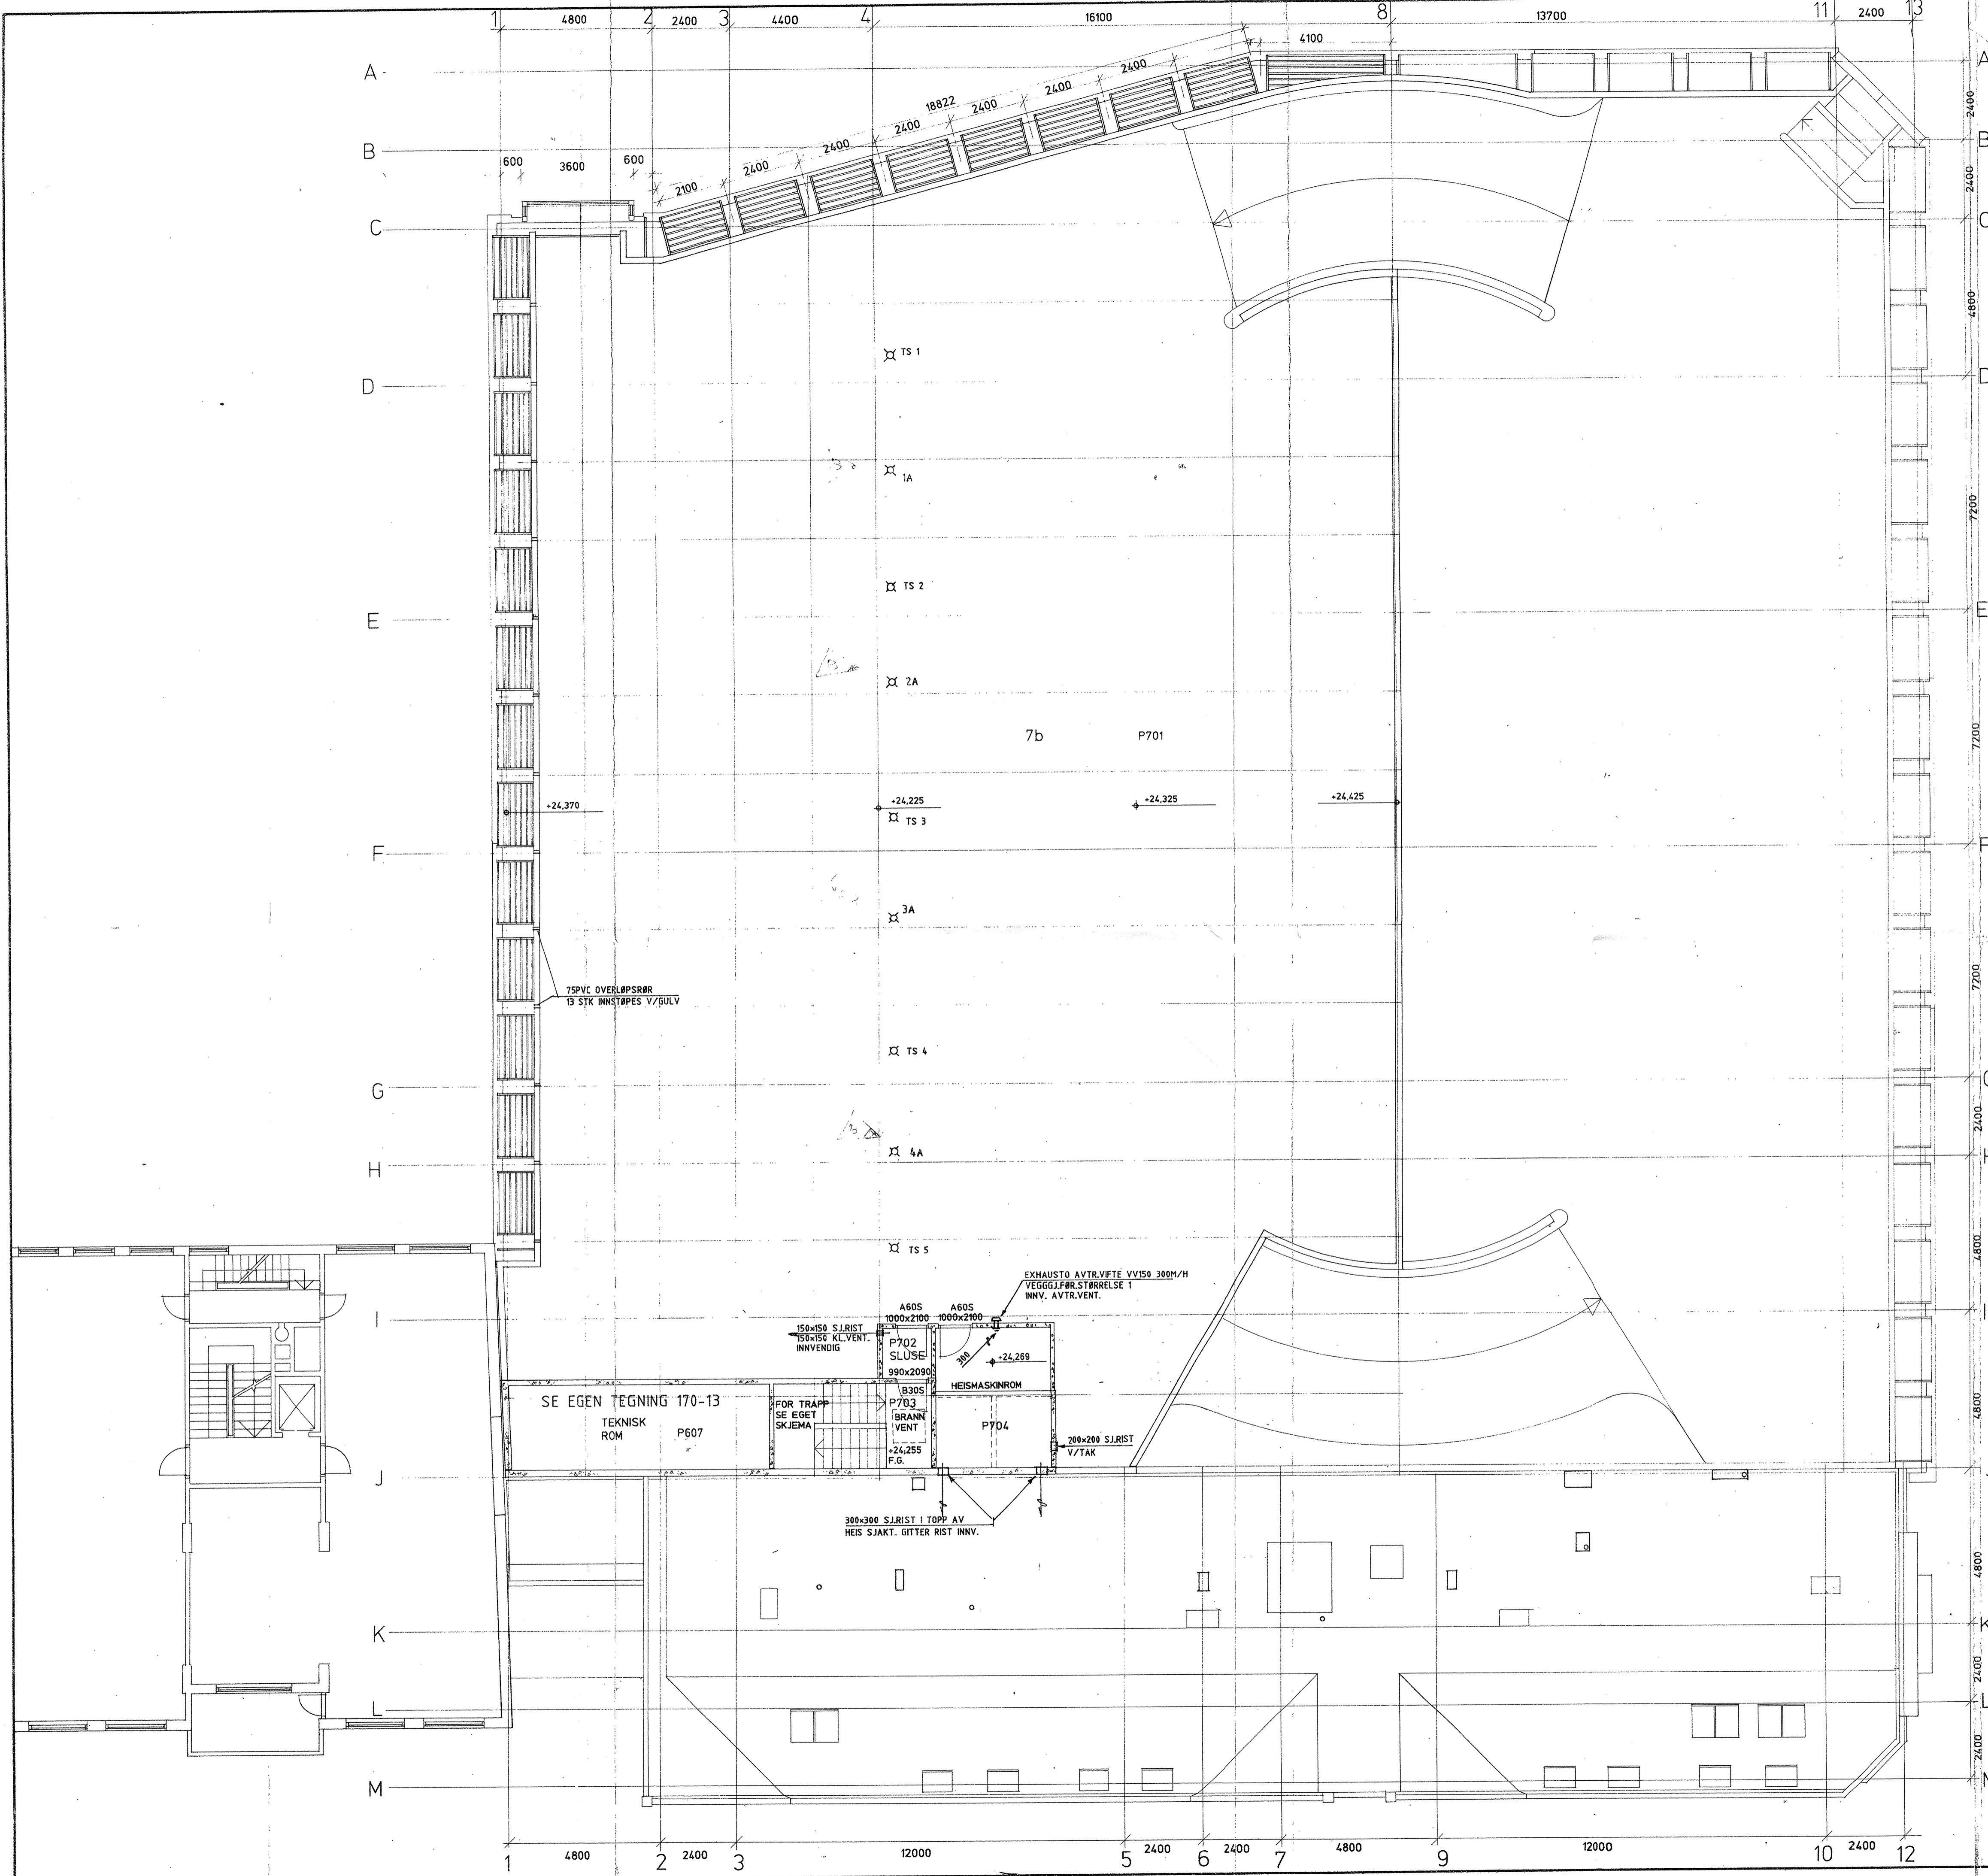 1 4800 2 2400 3 4400 4 16100 8 13700 11 2400 13
4100
A
2400
2400
18822
2400
2400
2400
2400
2400
2100
B
600 3600 600
C
D
E
F
G
H
I
J
K
L
M
A
2400
B
2400
C
4800
D
7200
E
7200
F
7200
G
2400
H
4800
I
4800
4800
K
2400
L
2400
M
TS 1
1A
TS 2
2A
7b P701
+24,370
+24,225
+24,325
+24,425
TS 3
3A
75PVC OVERLØPSRØR
13 STK INNSTØPES V/GULV
TS 4
4A
TS 5
EXHAUSTO AVTR.VIFTE VV150 300M/H
VEGGGJ.FØR.STØRRELSE 1
INNV. AVTR.VENT.
A60S
1000x2100
A60S
1000x2100
150x150 SJ.RIST
150x150 KL.VENT.
INNVENDIG
P702
SLUSE
990x2090
300
+24,269
HEISMASKINROM
B30S
P703
BRANN
VENT
+24,255
F.G.
P704
SE EGEN TEGNING 170-13
TEKNISK
ROM
P607
FOR TRAPP
SE EGET
SKJEMA
200x200 SJ.RIST
V/TAK
300x300 SJ.RIST I TOPP AV
HEIS SJAKT. GITTER RIST INNV.
1 4800 2 2400 3 12000 5 2400 6 2400 7 4800 9 12000 10 2400 12